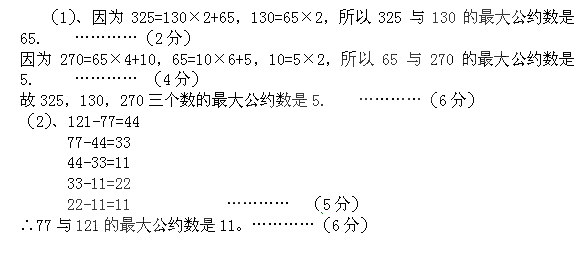 （1）、因为 325=130×2+65，130=65×2，所以 325 与 130 的最大公约数是
65. …………（2分）
因为 270=65×4+10，65=10×6+5，10=5×2，所以 65 与 270 的最大公约数是
5. ………… （4分）
故 325，130，270 三个数的最大公约数是 5. …………（6分）
（2）、121-77=44
77-44=33
44-33=11
33-11=22
22-11=11 ………… （5分）
∴77 与 121 的最大公约数是 11。…………（6分）